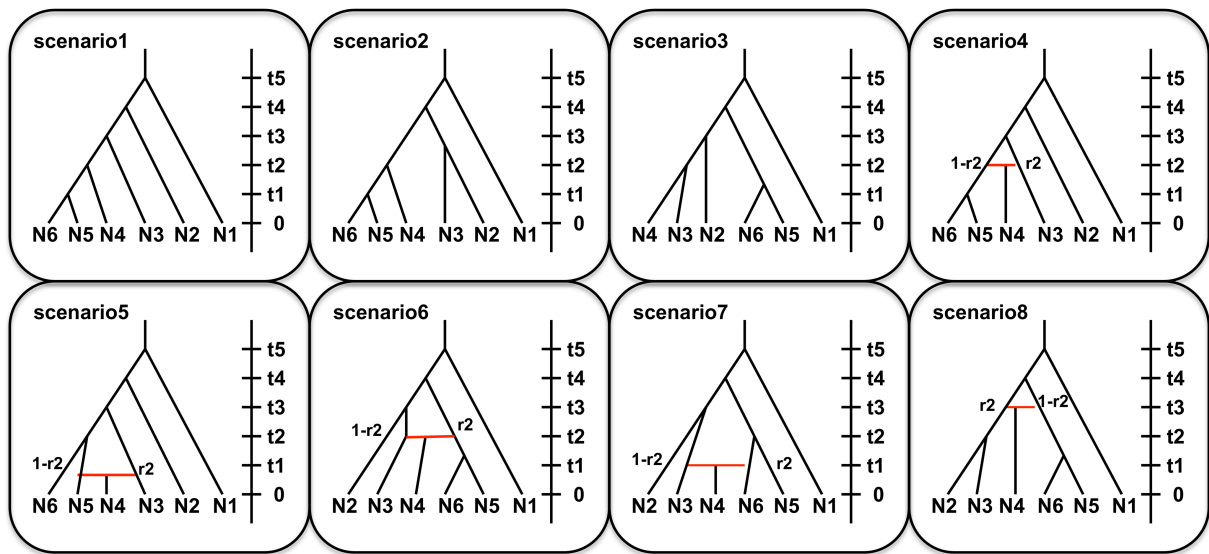 scenario1
t5
t4
t3
t2
t1
0
N6 N5 N4 N3 N2 N1
scenario2
t5
t4
t3
t2
t1
0
N6 N5 N4 N3 N2 N1
scenario3
t5
t4
t3
t2
t1
0
N4 N3 N2 N6 N5 N1
scenario4
t5
t4
t3
1-r2 r2 t2
t1
0
N6 N5 N4 N3 N2 N1
scenario5
t5
t4
t3
t2
1-r2 r2 t1
0
N6 N5 N4 N3 N2 N1
scenario6
t5
t4
t3
1-r2 r2 t2
t1
0
N2 N3 N4 N6 N5 N1
scenario7
t5
t4
t3
t2
1-r2 r2 t1
0
N2 N3 N4 N6 N5 N1
scenario8
t5
t4
r2 1-r2 t3
t2
t1
0
N2 N3 N4 N6 N5 N1